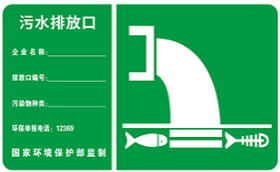 污水排放口
企业名称:
排放口编号:
污染物种类:
环保举报电话: 12369
国家环境保护部监制